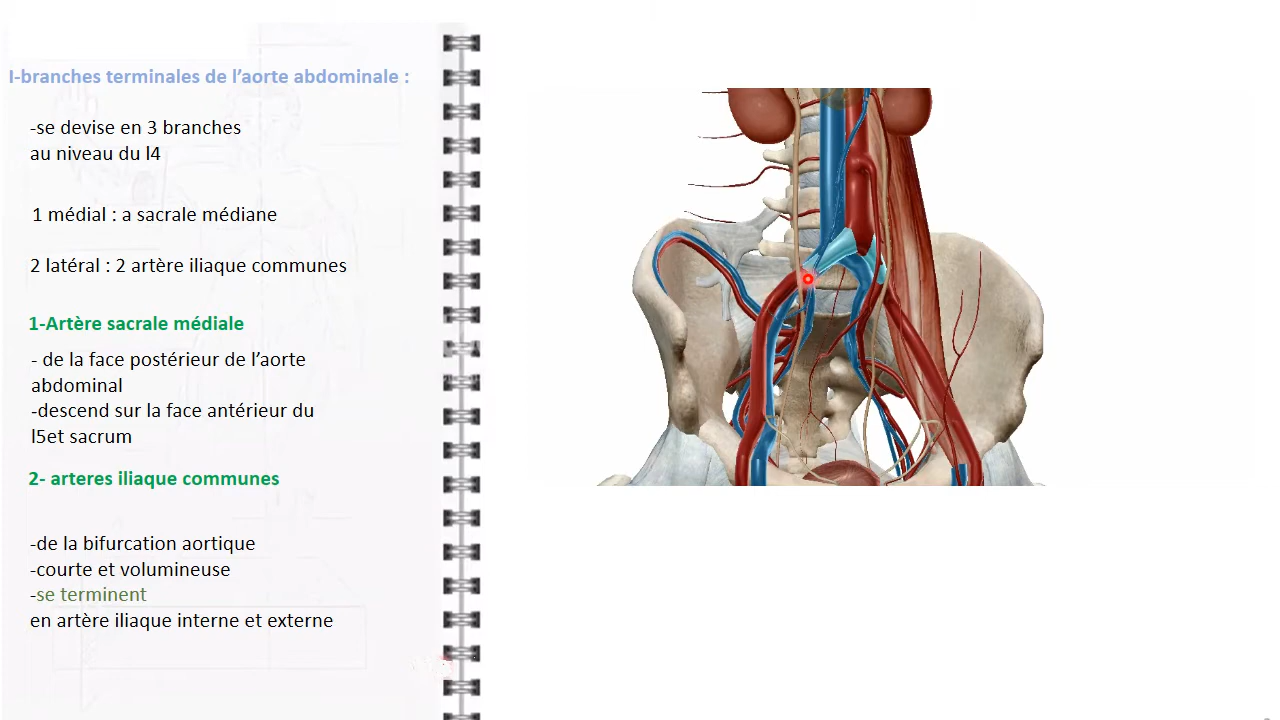 I-branches terminales de l’aorte abdominale :
-se devise en 3 branches
au niveau du l4
1 médial : a sacrale médiane
2 latéral : 2 artère iliaque communes
1-Artère sacrale médiale
- de la face postérieur de l’aorte
abdominal
-descend sur la face antérieur du
l5et sacrum
2- arteres iliaque communes
-de la bifurcation aortique
-courte et volumineuse
-se terminent
en artère iliaque interne et externe